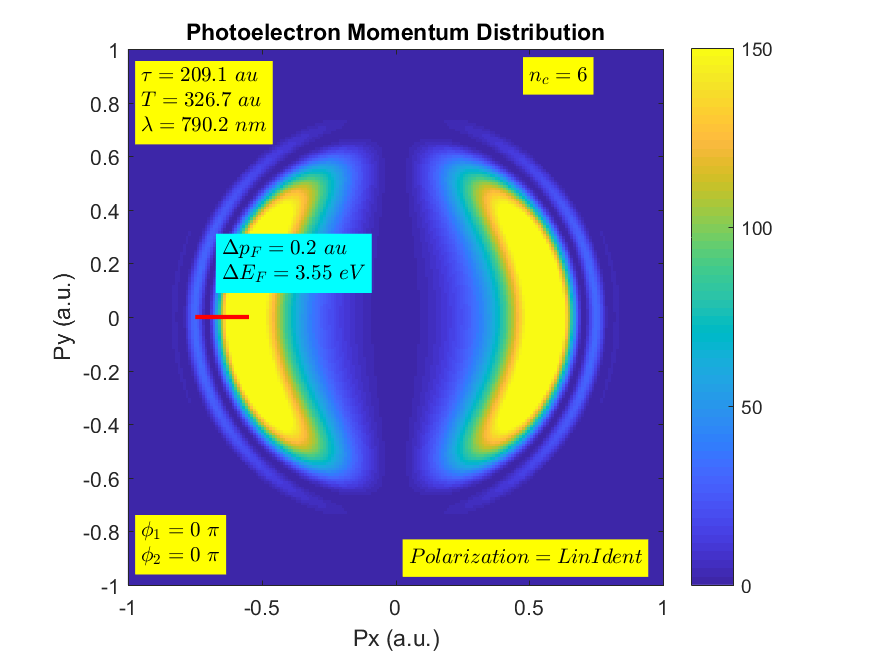 Photoelectron Momentum Distribution
τ = 209.1 au
T = 326.7 au
λ = 790.2 nm
n_c = 6
Δp_F = 0.2 au
ΔE_F = 3.55 eV
ϕ_1 = 0 π
ϕ_2 = 0 π
Polarization = LinIdent
1
0.8
0.6
0.4
0.2
0
-0.2
-0.4
-0.6
-0.8
-1
Py (a.u.)
-1
-0.5
0
0.5
1
Px (a.u.)
150
100
50
0